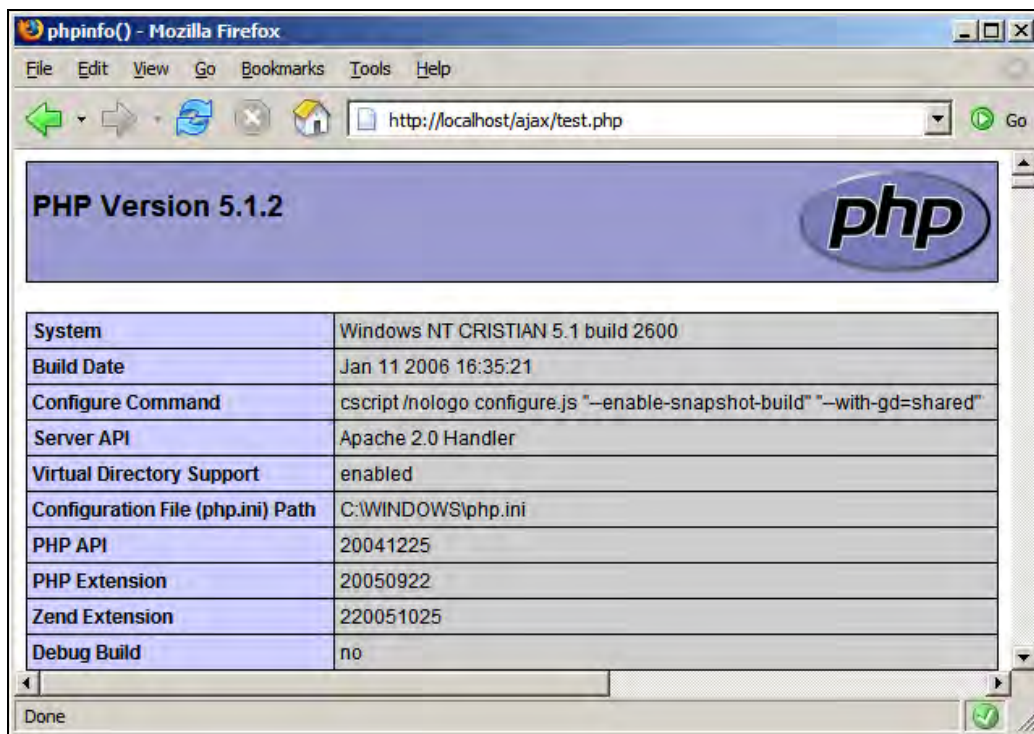 phpinfo() - Mozilla Firefox
File Edit View Go Bookmarks Tools Help
http://localhost/ajax/test.php Go
PHP Version 5.1.2
php
System Windows NT CRISTIAN 5.1 build 2600
Build Date Jan 11 2006 16:35:21
Configure Command cscript /nologo configure.js "--enable-snapshot-build" "--with-gd=shared"
Server API Apache 2.0 Handler
Virtual Directory Support enabled
Configuration File (php.ini) Path C:\WINDOWS\php.ini
PHP API 20041225
PHP Extension 20050922
Zend Extension 220051025
Debug Build no
Done